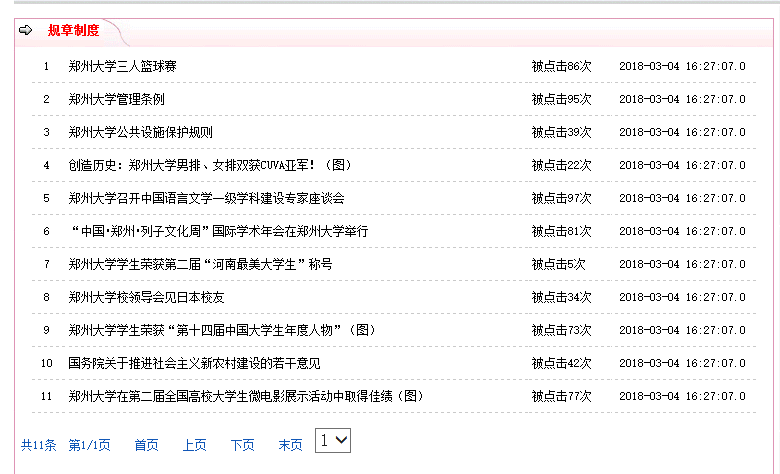 规章制度
1 郑州大学三人篮球赛 被点击86次 2018-03-04 16:27:07.0
2 郑州大学管理条例 被点击95次 2018-03-04 16:27:07.0
3 郑州大学公共设施保护规则 被点击39次 2018-03-04 16:27:07.0
4 创造历史：郑州大学男排、女排双获CUVA亚军！（图） 被点击22次 2018-03-04 16:27:07.0
5 郑州大学召开中国语言文学一级学科建设专家座谈会 被点击97次 2018-03-04 16:27:07.0
6 “中国·郑州·列子文化周”国际学术年会在郑州大学举行 被点击81次 2018-03-04 16:27:07.0
7 郑州大学学生荣获第二届“河南最美大学生”称号 被点击5次 2018-03-04 16:27:07.0
8 郑州大学校领导会见日本校友 被点击34次 2018-03-04 16:27:07.0
9 郑州大学学生荣获“第十四届中国大学生年度人物”（图） 被点击73次 2018-03-04 16:27:07.0
10 国务院关于推进社会主义新农村建设的若干意见 被点击42次 2018-03-04 16:27:07.0
11 郑州大学在第二届全国高校大学生微电影展示活动中取得佳绩（图） 被点击77次 2018-03-04 16:27:07.0
共11条 第1/1页 首页 上页 下页 末页 1